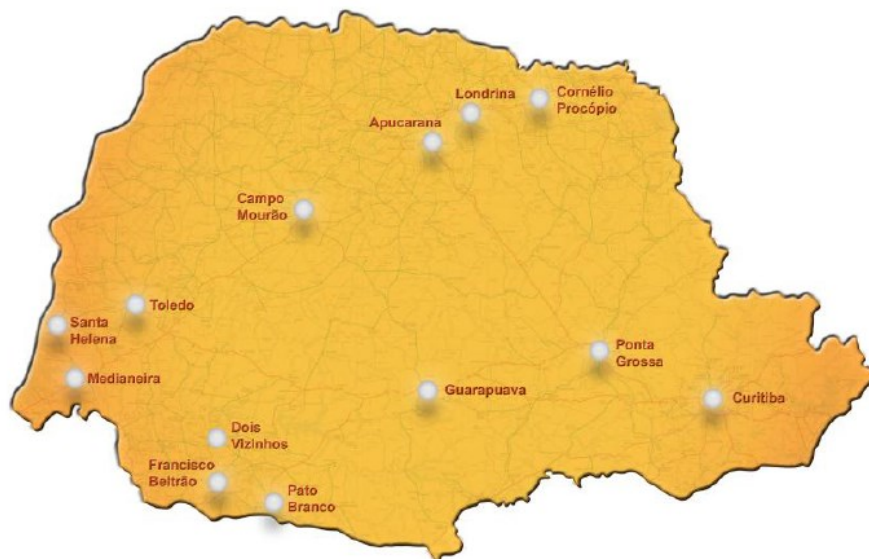 Londrina
Cornélio
Procópio
Apucarana
Campo
Mourão
Toledo
Santa
Helena
Medianeira
Ponta
Grossa
Guarapuava
Curitiba
Dois
Vizinhos
Francisco
Beltrão
Pato
Branco